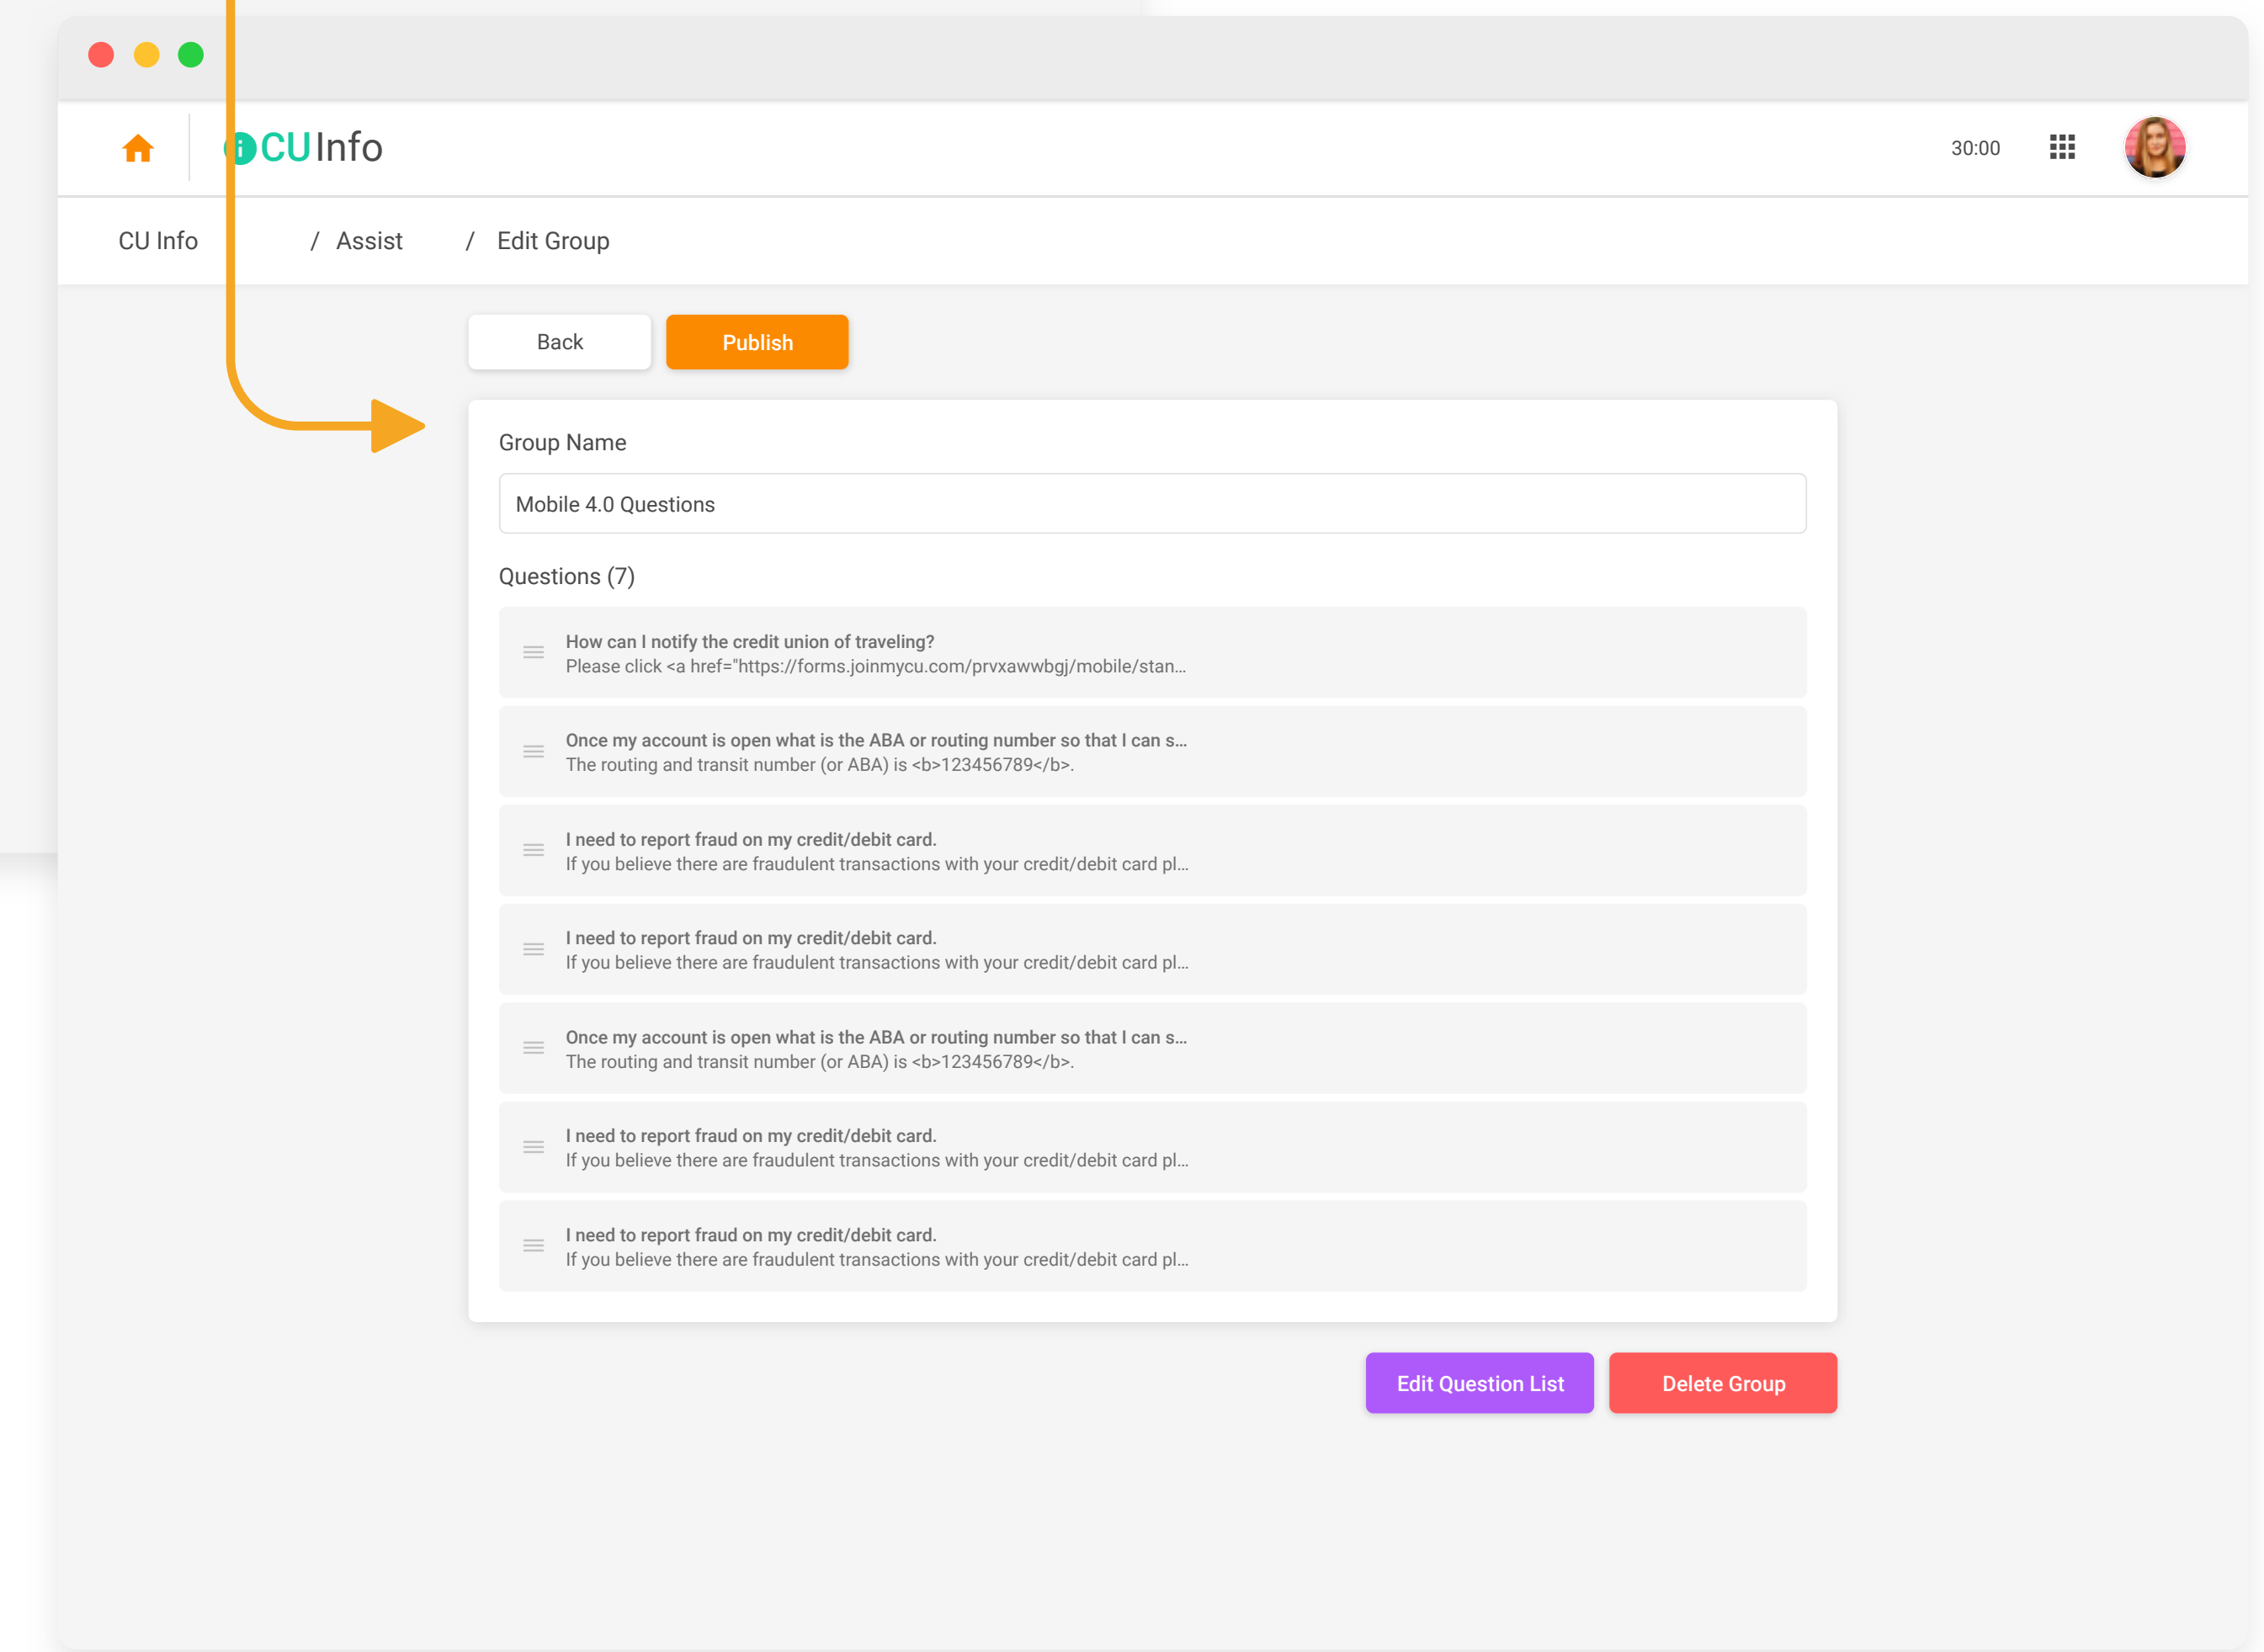 CUInfo
30:00
CU Info / Assist / Edit Group
Back
Publish
Group Name
Mobile 4.0 Questions
Questions (7)
How can I notify the credit union of traveling?
Please click <a href="https://forms.joinmycu.com/prvxawwbgj/mobile/stan...
Once my account is open what is the ABA or routing number so that I can s...
The routing and transit number (or ABA) is <b>123456789</b>.
I need to report fraud on my credit/debit card.
If you believe there are fraudulent transactions with your credit/debit card pl...
I need to report fraud on my credit/debit card.
If you believe there are fraudulent transactions with your credit/debit card pl...
Once my account is open what is the ABA or routing number so that I can s...
The routing and transit number (or ABA) is <b>123456789</b>.
I need to report fraud on my credit/debit card.
If you believe there are fraudulent transactions with your credit/debit card pl...
I need to report fraud on my credit/debit card.
If you believe there are fraudulent transactions with your credit/debit card pl...
Edit Question List
Delete Group